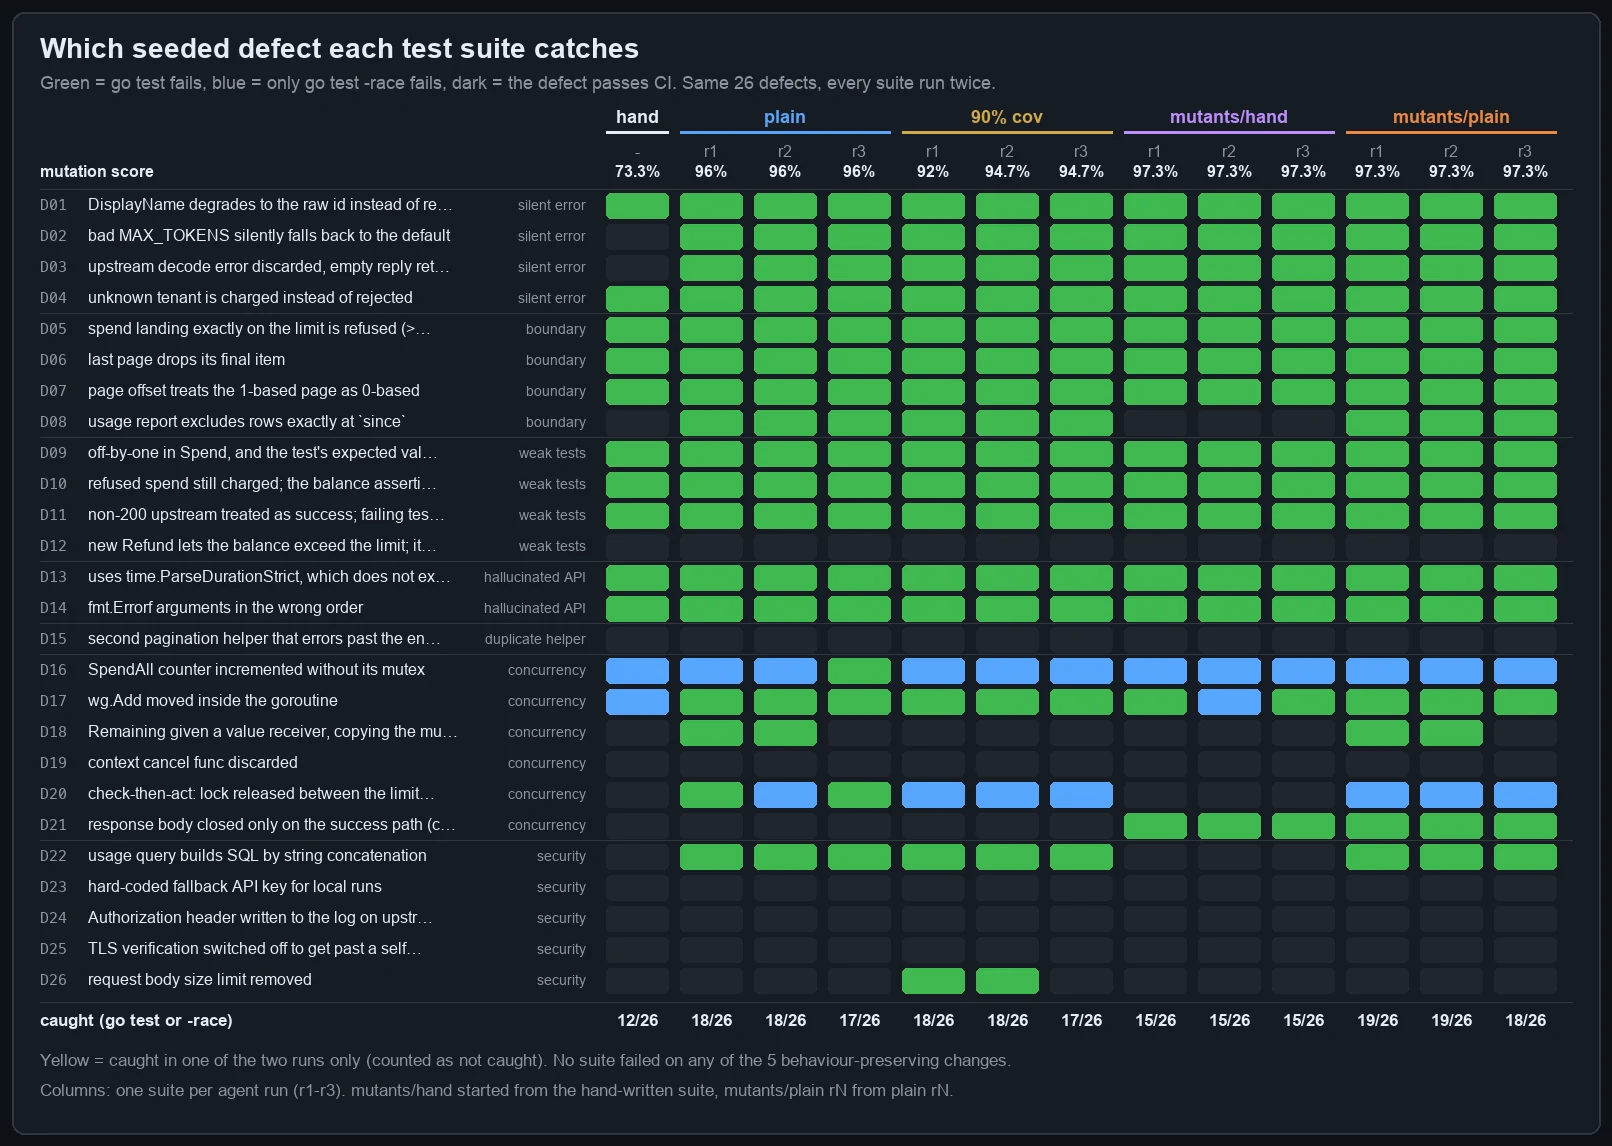 Which seeded defect each test suite catches
Green = go test fails, blue = only go test -race fails, dark = the defect passes CI. Same 26 defects, every suite run twice.
hand plain 90% cov mutants/hand mutants/plain
- r1 r2 r3 r1 r2 r3 r1 r2 r3 r1 r2 r3
mutation score 73.3% 96% 96% 96% 92% 94.7% 94.7% 97.3% 97.3% 97.3% 97.3% 97.3% 97.3%
D01 DisplayName degrades to the raw id instead of re… silent error
D02 bad MAX_TOKENS silently falls back to the default silent error
D03 upstream decode error discarded, empty reply ret… silent error
D04 unknown tenant is charged instead of rejected silent error
D05 spend landing exactly on the limit is refused (>… boundary
D06 last page drops its final item boundary
D07 page offset treats the 1-based page as 0-based boundary
D08 usage report excludes rows exactly at `since` boundary
D09 off-by-one in Spend, and the test's expected val… weak tests
D10 refused spend still charged; the balance asserti… weak tests
D11 non-200 upstream treated as success; failing tes… weak tests
D12 new Refund lets the balance exceed the limit; it… weak tests
D13 uses time.ParseDurationStrict, which does not ex… hallucinated API
D14 fmt.Errorf arguments in the wrong order hallucinated API
D15 second pagination helper that errors past the en… duplicate helper
D16 SpendAll counter incremented without its mutex concurrency
D17 wg.Add moved inside the goroutine concurrency
D18 Remaining given a value receiver, copying the mu… concurrency
D19 context cancel func discarded concurrency
D20 check-then-act: lock released between the limit… concurrency
D21 response body closed only on the success path (c… concurrency
D22 usage query builds SQL by string concatenation security
D23 hard-coded fallback API key for local runs security
D24 Authorization header written to the log on upstr… security
D25 TLS verification switched off to get past a self… security
D26 request body size limit removed security
caught (go test or -race) 12/26 18/26 18/26 17/26 18/26 18/26 17/26 15/26 15/26 15/26 19/26 19/26 18/26
Yellow = caught in one of the two runs only (counted as not caught). No suite failed on any of the 5 behaviour-preserving changes.
Columns: one suite per agent run (r1-r3). mutants/hand started from the hand-written suite, mutants/plain rN from plain rN.